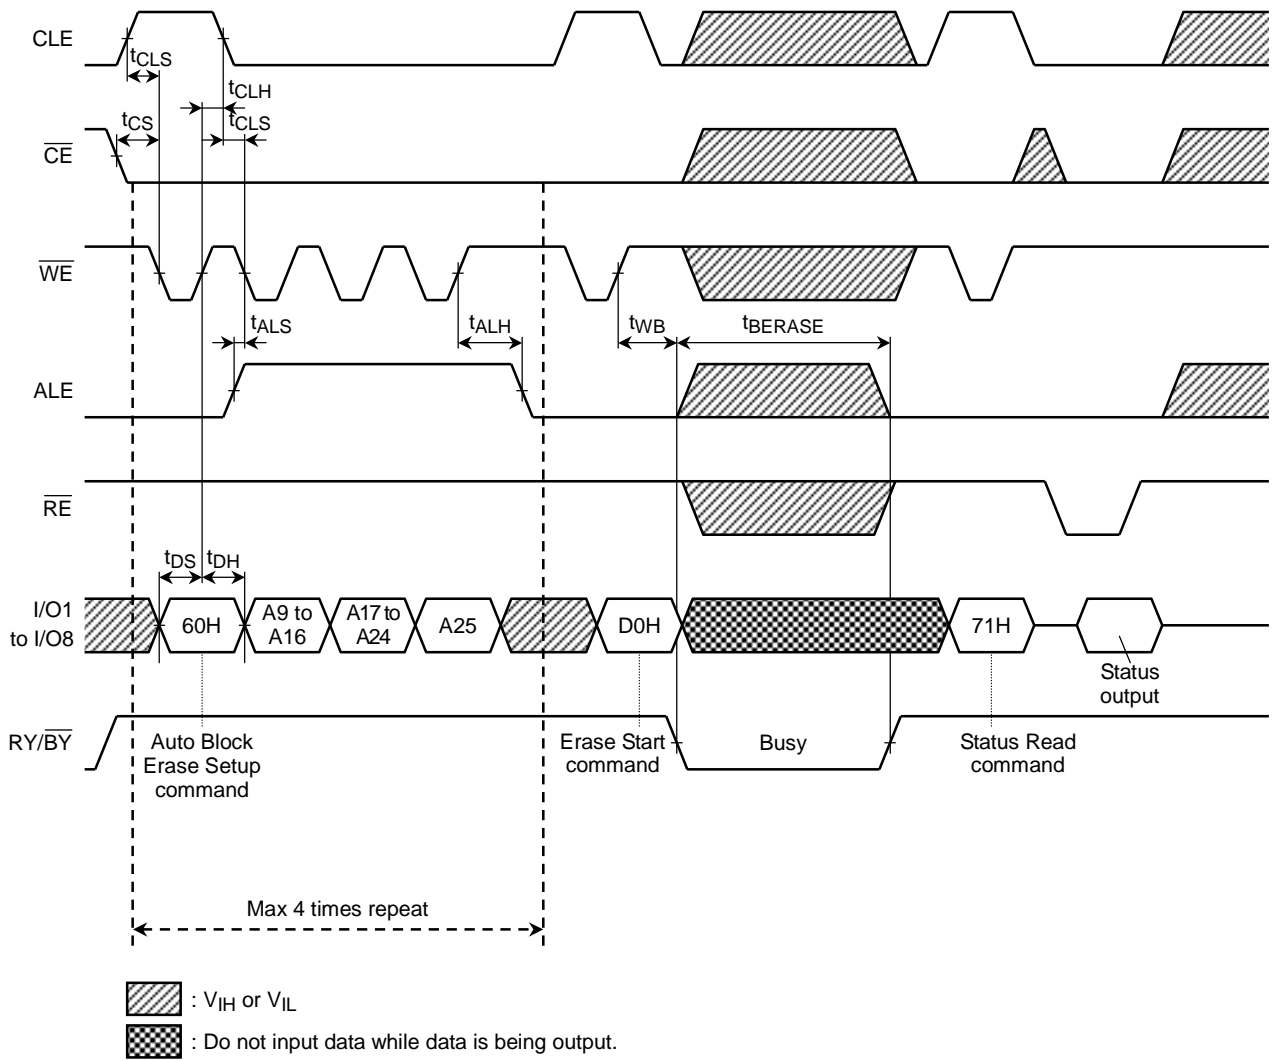 CLE
tCLS
tCLH
tCS
tCLS
CE
WE
tALS
tALH
tWB
tBERASE
ALE
RE
tDS
tDH
I/O1
to I/O8
60H
A9 to
A16
A17 to
A24
A25
D0H
71H
Status
output
RY/BY
Auto Block
Erase Setup
command
Erase Start
command
Busy
Status Read
command
Max 4 times repeat
: VIH or VIL
: Do not input data while data is being output.